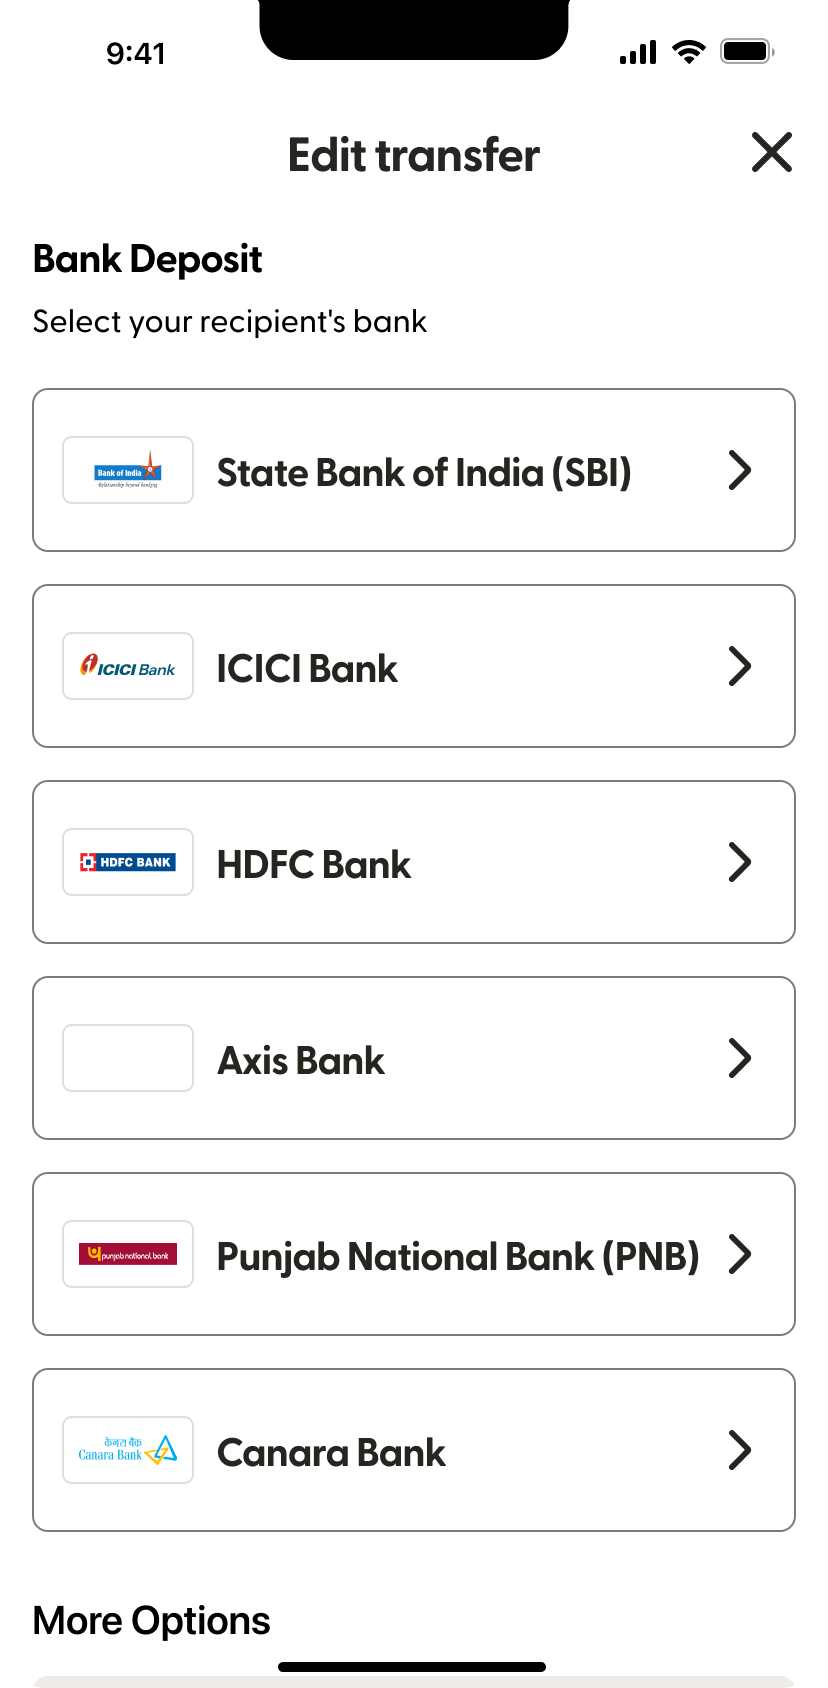 9:41
Edit transfer
Bank Deposit
Select your recipient's bank
Bank of India
Relationship beyond banking
State Bank of India (SBI)
ICICI Bank
ICICI Bank
HDFC BANK
HDFC Bank
Axis Bank
punjab national bank
Punjab National Bank (PNB)
केनरा बैंक
Canara Bank
Canara Bank
More Options